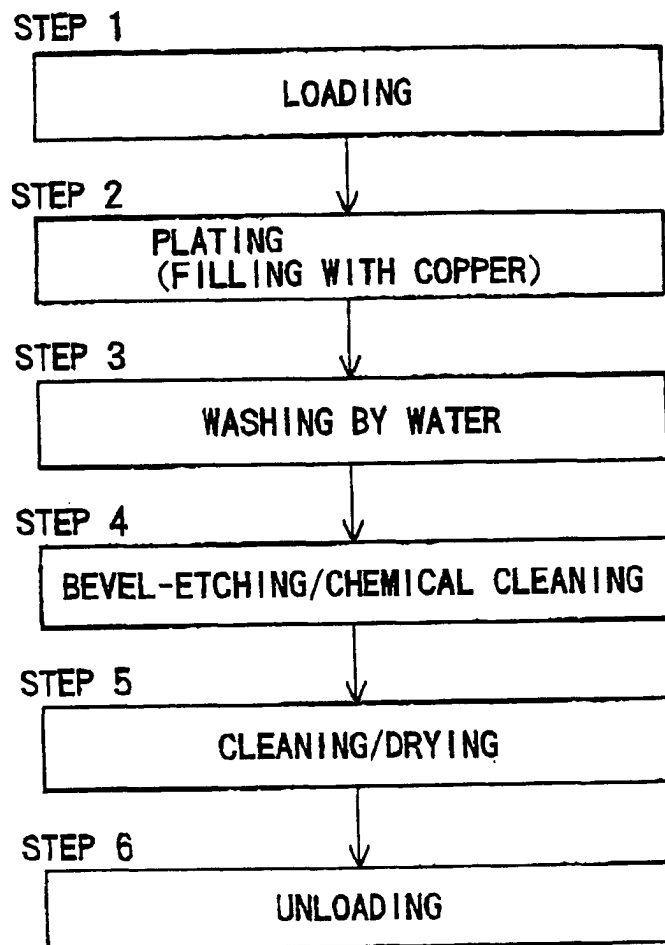 STEP 1
LOADING
STEP 2
PLATING
(FILLING WITH COPPER)
STEP 3
WASHING BY WATER
STEP 4
BEVEL-ETCHING/CHEMICAL CLEANING
STEP 5
CLEANING/DRYING
STEP 6
UNLOADING